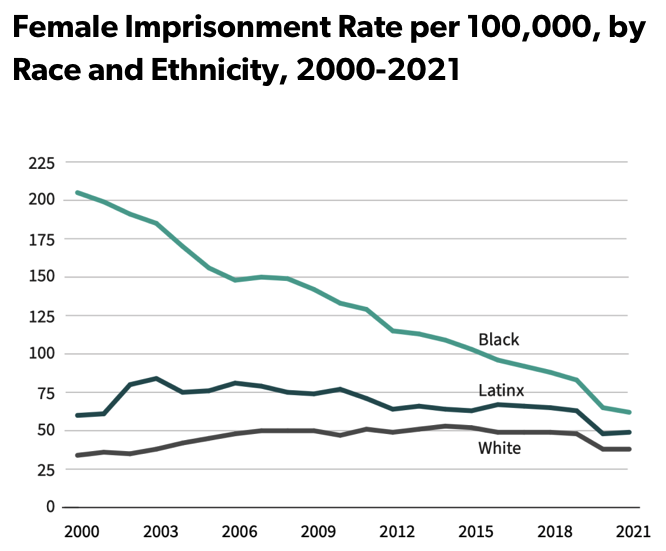 Female Imprisonment Rate per 100,000, by
Race and Ethnicity, 2000-2021
225
200
175
150
125
100
75
50
25
0
Black
Latinx
White
2000 2003 2006 2009 2012 2015 2018 2021